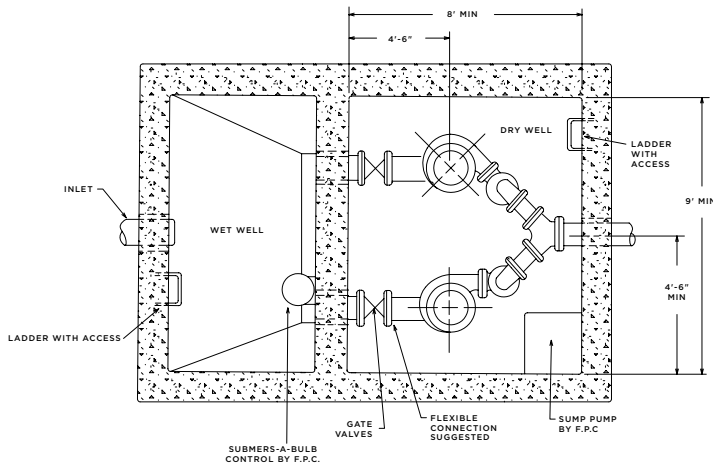 8' MIN
4'-6"
DRY WELL
LADDER
WITH
ACCESS
INLET
9' MIN
WET WELL
4'-6"
MIN
LADDER WITH ACCESS
GATE
VALVES
FLEXIBLE
CONNECTION
SUGGESTED
SUMP PUMP
BY F.P.C
SUBMERS-A-BULB
CONTROL BY F.P.C.